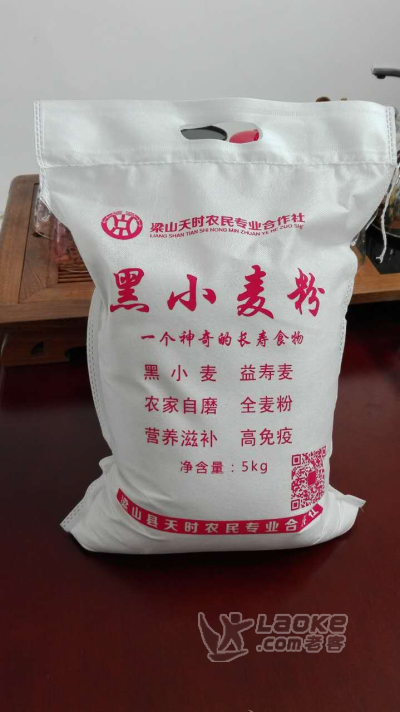 梁山天时农民专业合作社
LIANG SHAN TIAN SHI NONG MIN ZHUAN YE HE ZUO SHE
黑小麦粉
一个神奇的长寿食物
黑小麦 益寿麦
农家自磨 全麦粉
营养滋补 高免疫
净含量：5kg
梁山县天时农民专业合作社
LAOKE.com老客